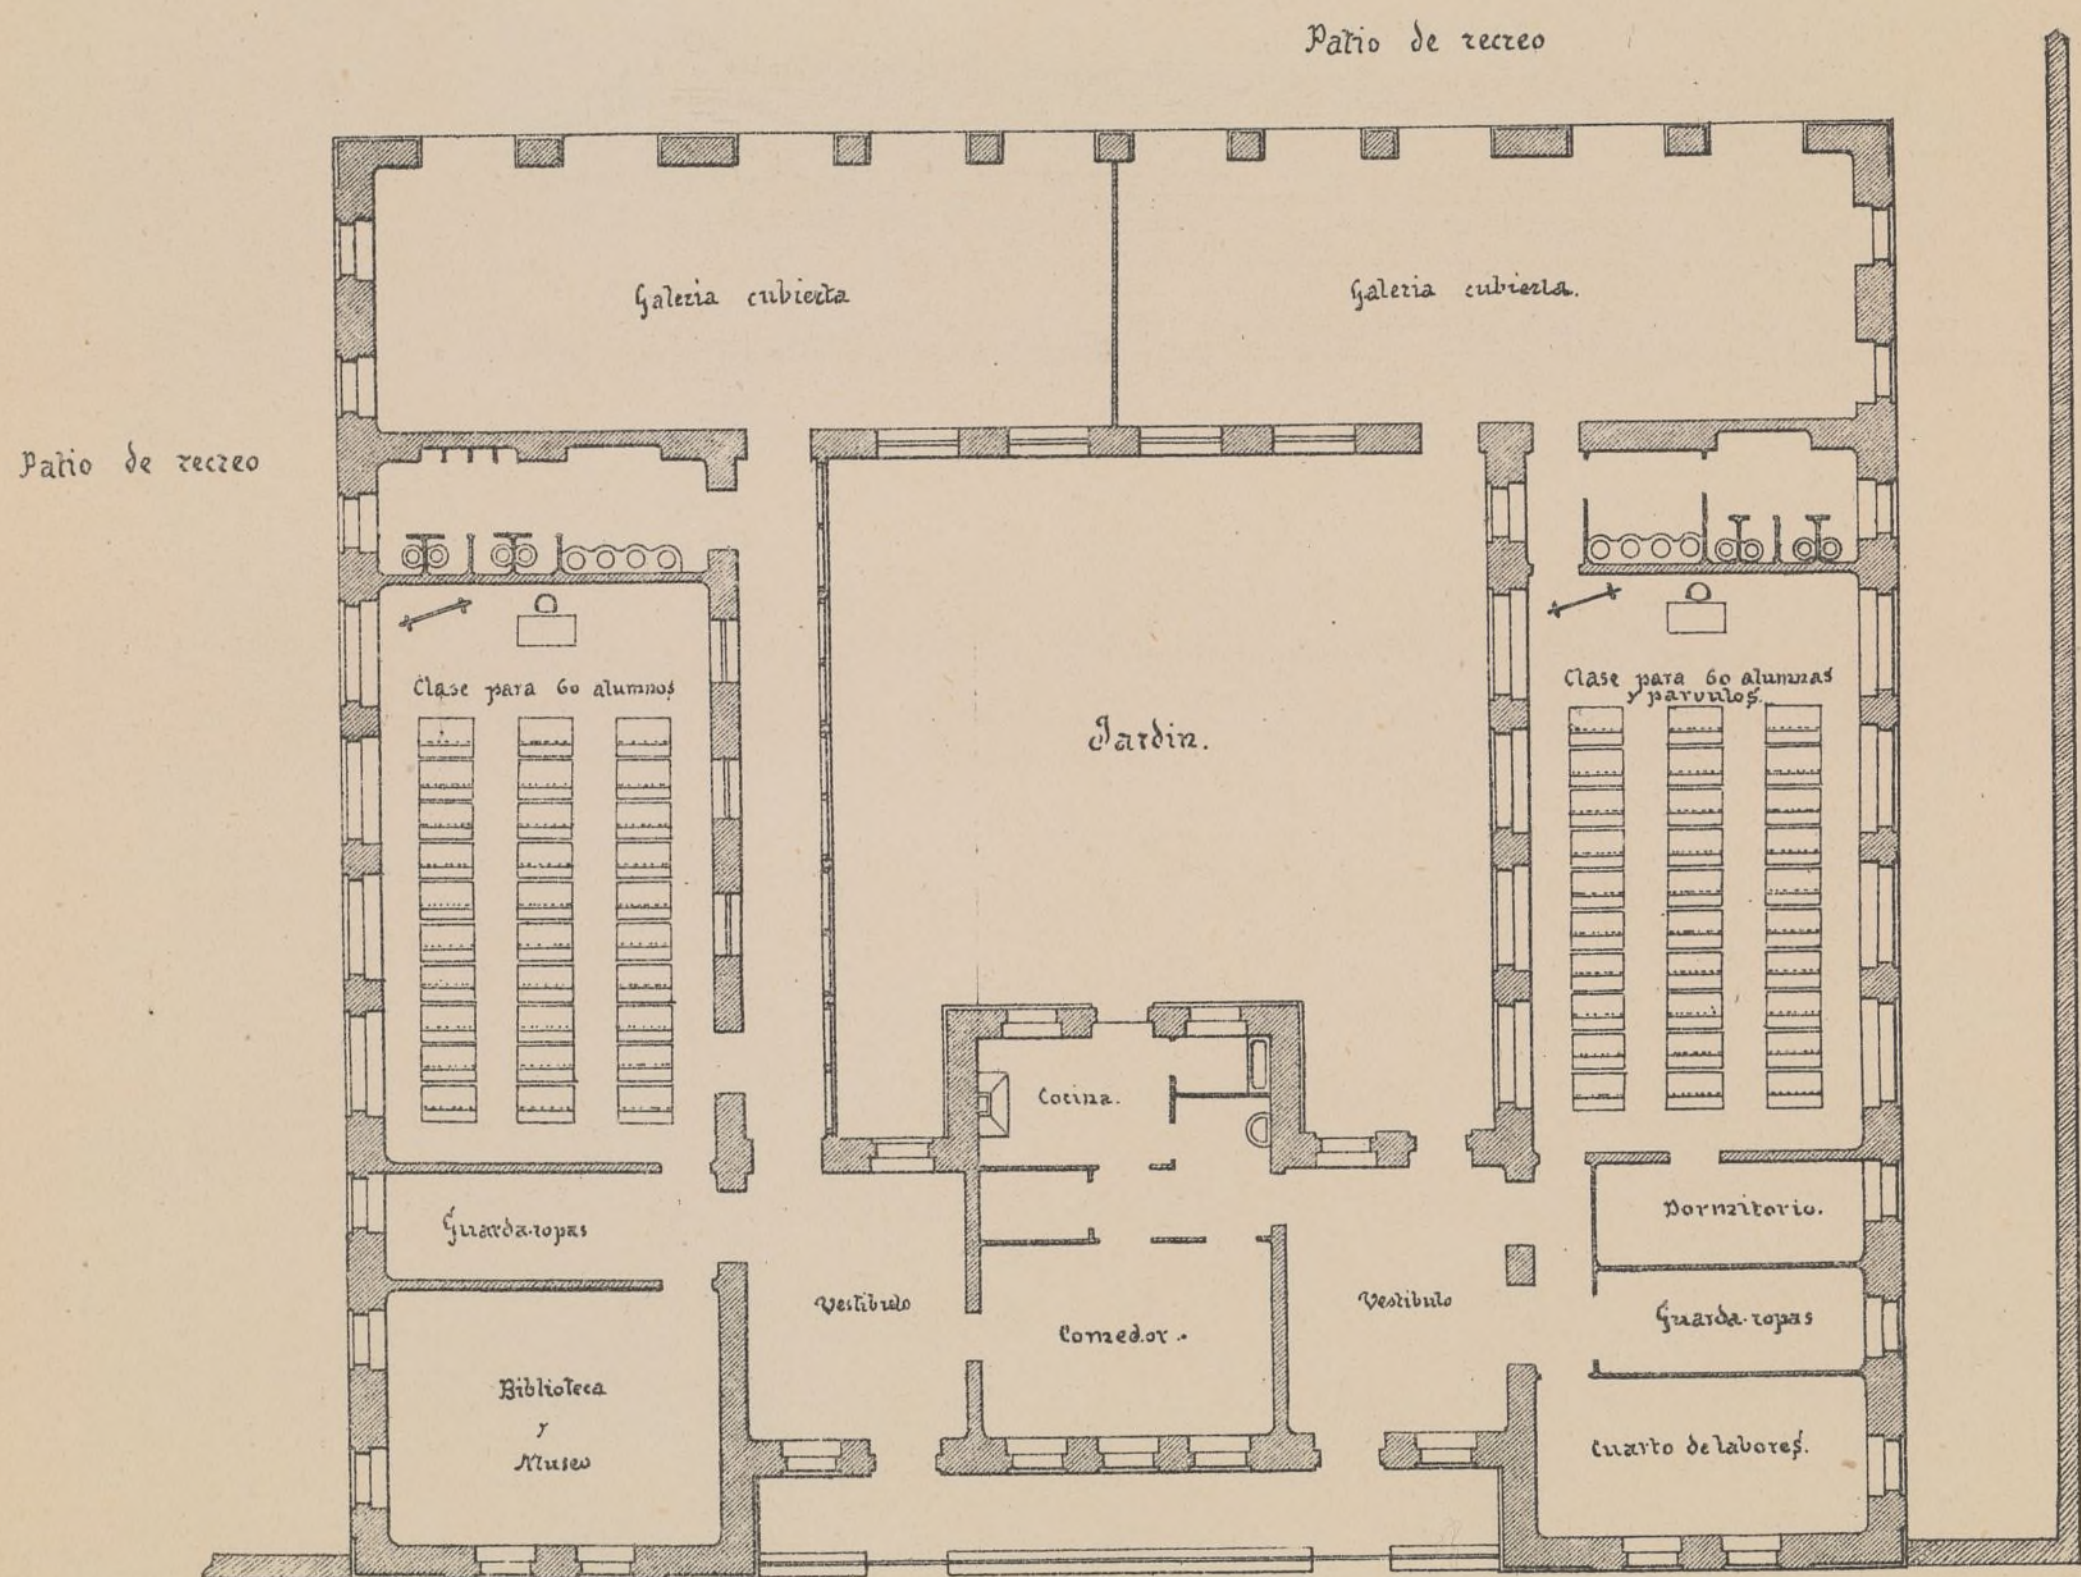 Patio de recreo
Galeria cubierta
Galeria cubierta.
Patio de recreo
Clase para 60 alumnos
Clase para 60 alumnas
y parvulos.
Jardin.
Cocina.
Dormitorio.
Guarda-ropas
Vestibulo
Vestibulo
Comedor.
Guarda-ropas
Biblioteca
y
Museo
Cuarto de labores.